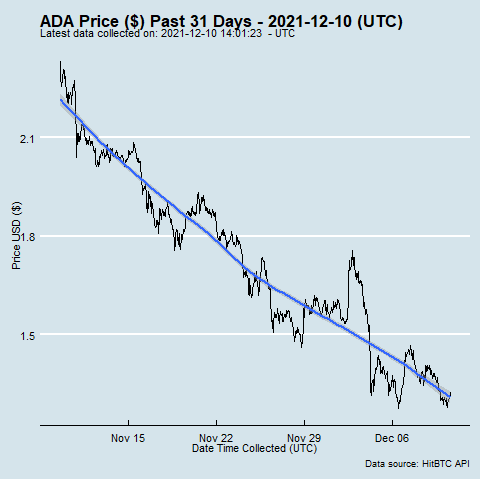 ADA Price ($) Past 31 Days - 2021-12-10 (UTC)
Latest data collected on: 2021-12-10 14:01:23 - UTC
2.1
1.8
1.5
Price USD ($)
Nov 15 Nov 22 Nov 29 Dec 06
Date Time Collected (UTC)
Data source: HitBTC API